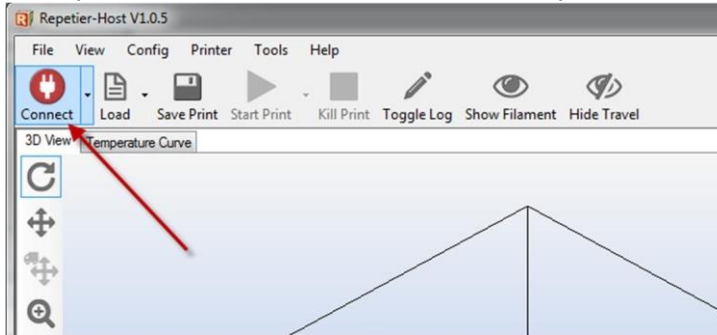 Repetier-Host V1.0.5
File View Config Printer Tools Help
Connect Load Save Print Start Print Kill Print Toggle Log Show Filament Hide Travel
3D View Temperature Curve